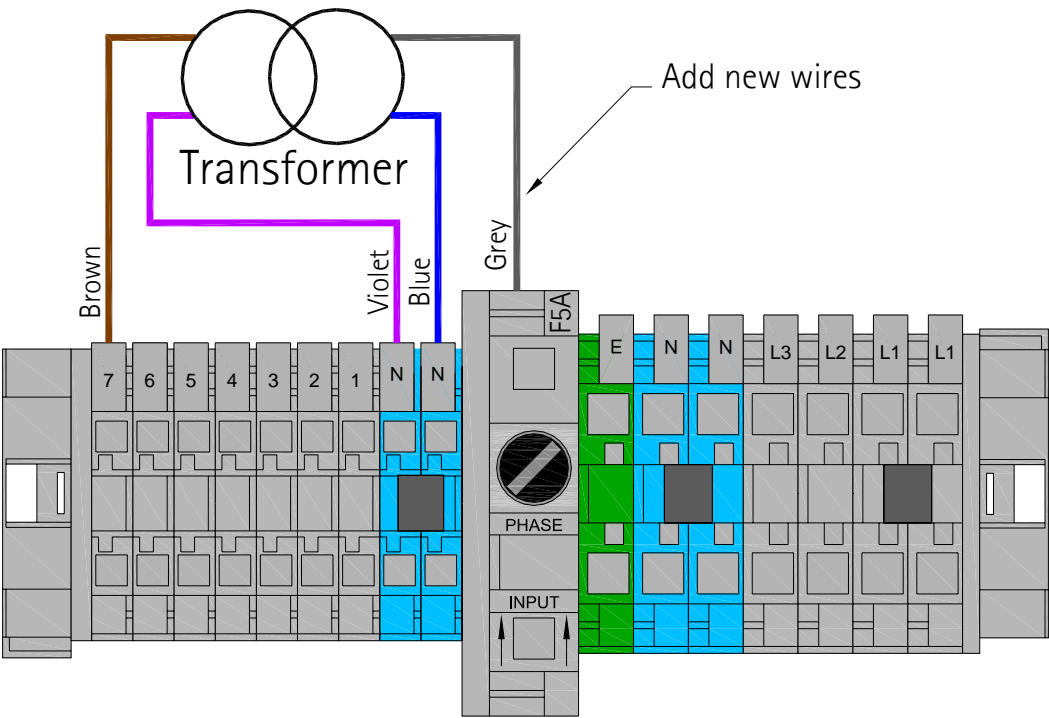 Add new wires
Transformer
Brown
Violet
Blue
Grey
F5A
7 6 5 4 3 2 1 N N
E N N L3 L2 L1 L1
PHASE
INPUT